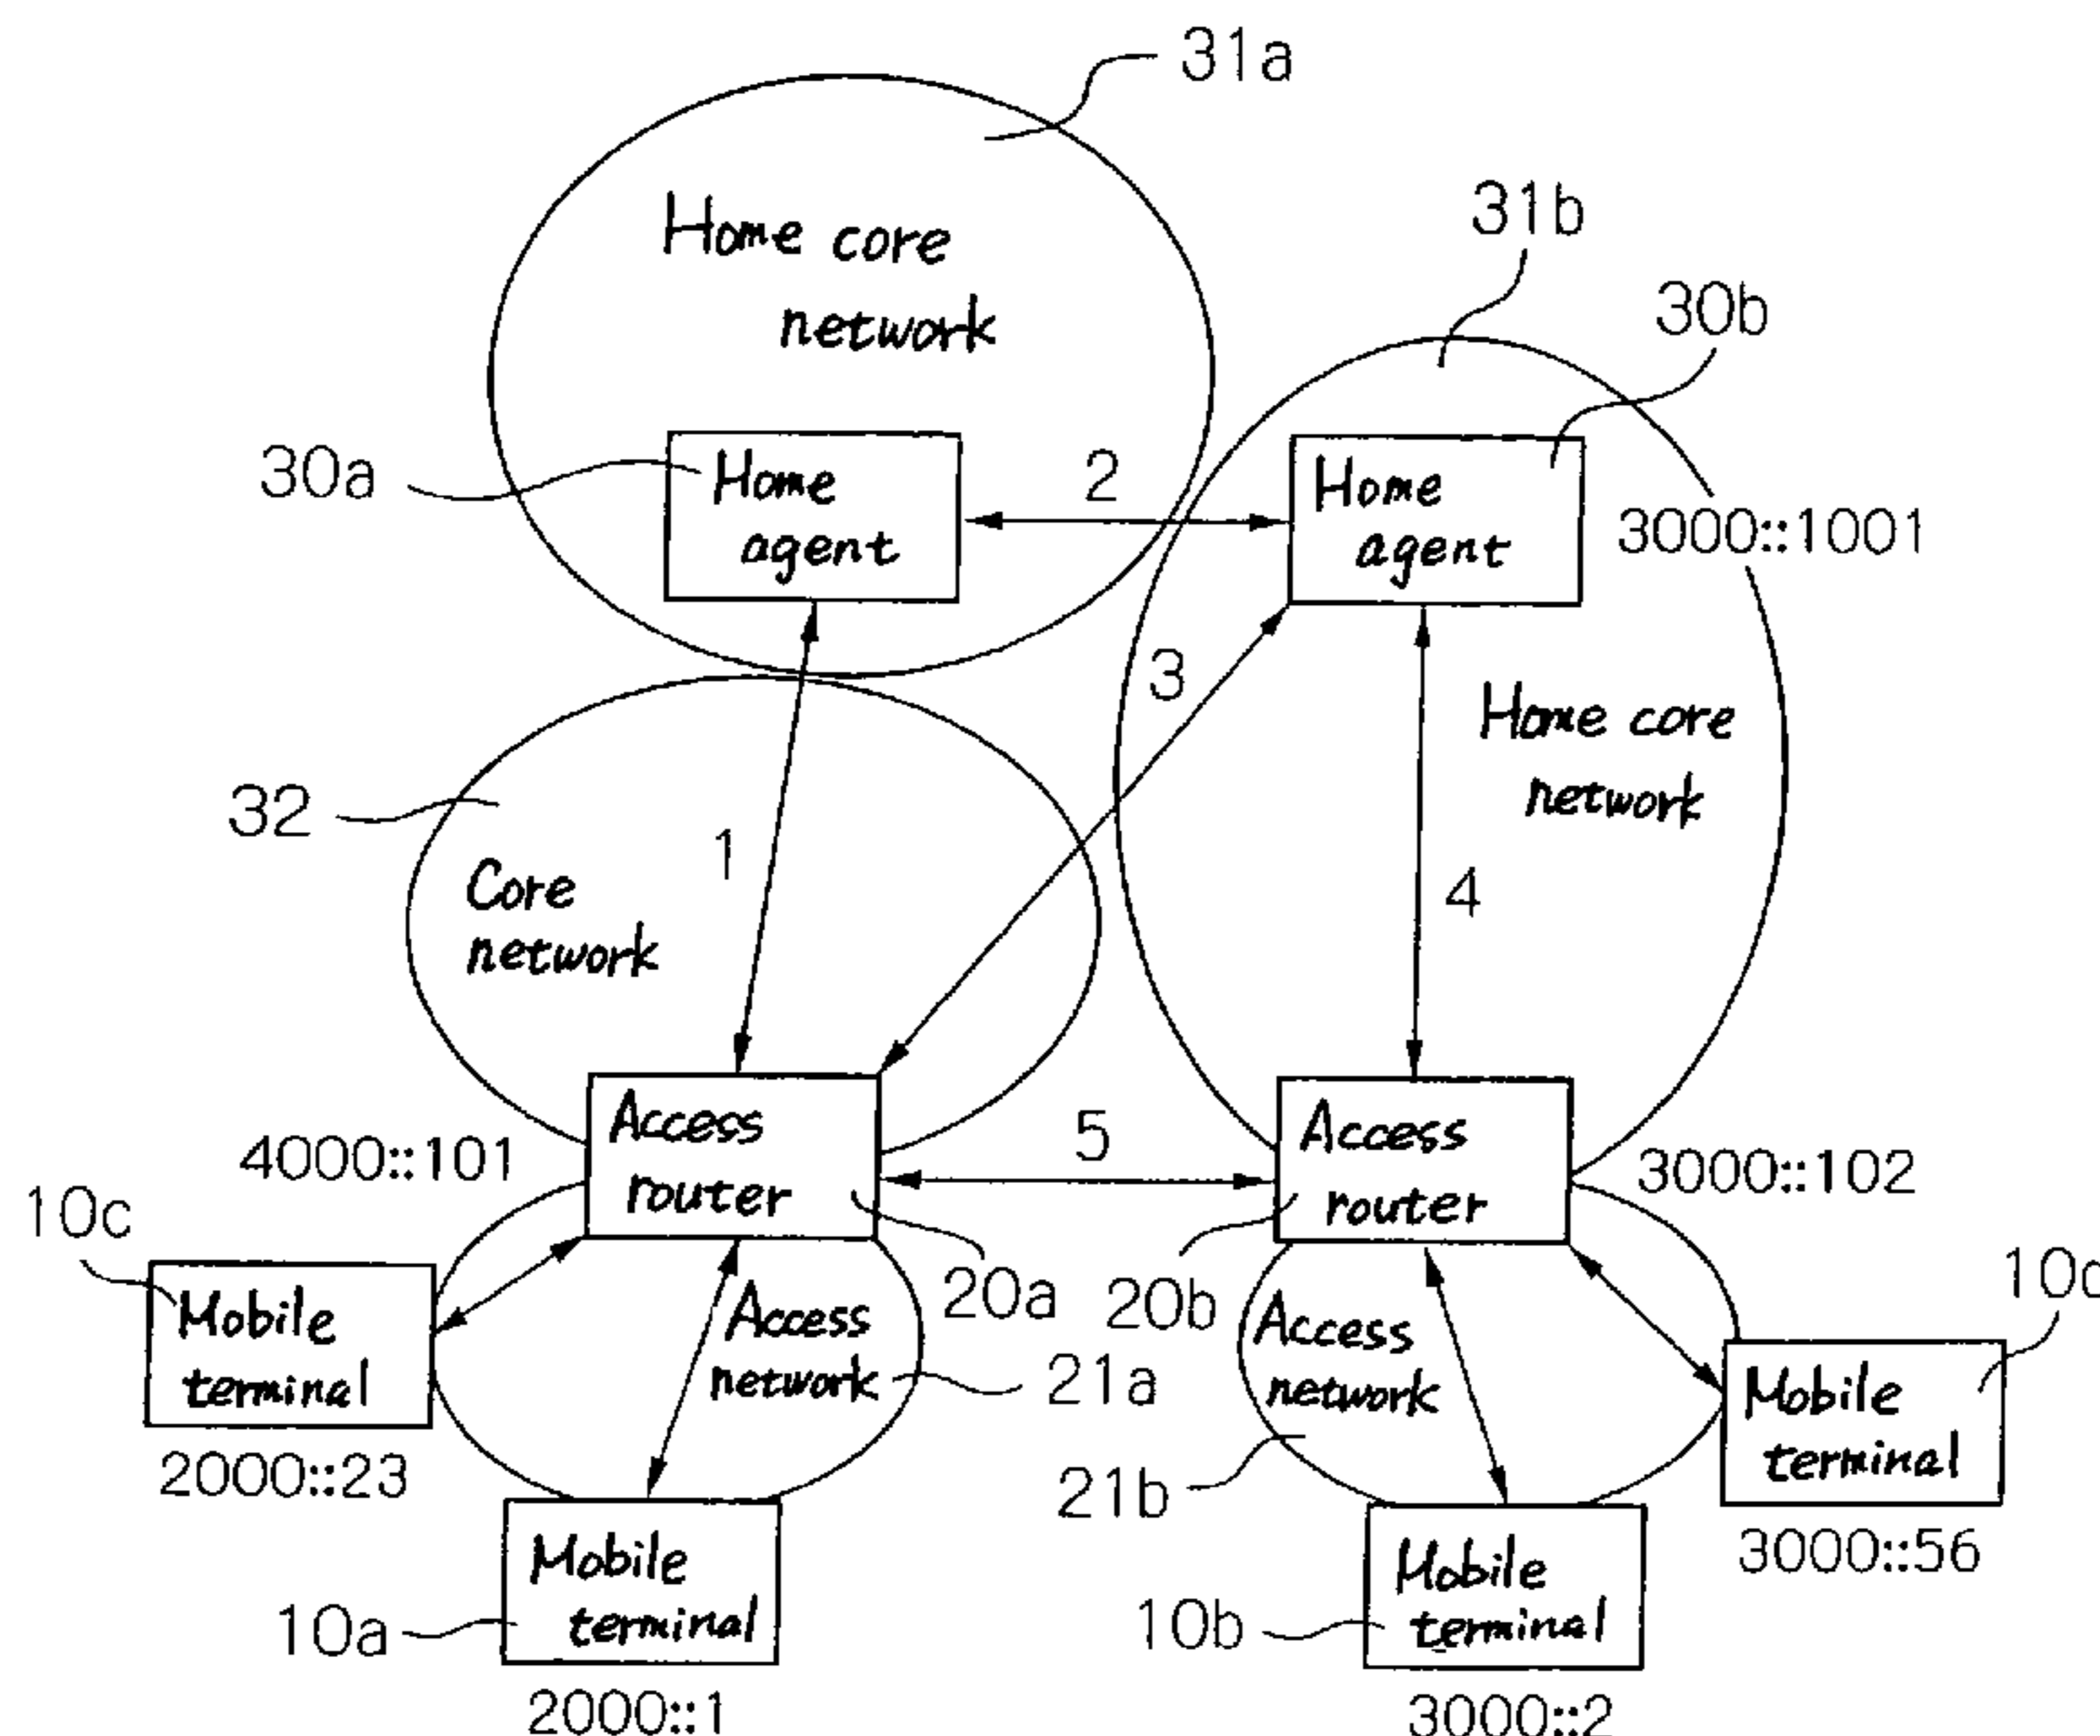 31a
Home core
network
31b
30b
30a
Home
agent
2
Home
agent
3000::1001
3
Home core
network
32
1
Core
network
4
Access
router
4000::101
5
Access
router
3000::102
10c
20a
20b
10d
Mobile
terminal
2000::23
Access
network
21a
Access
network
21b
Mobile
terminal
3000::56
Mobile
terminal
10a
2000::1
Mobile
terminal
10b
3000::2